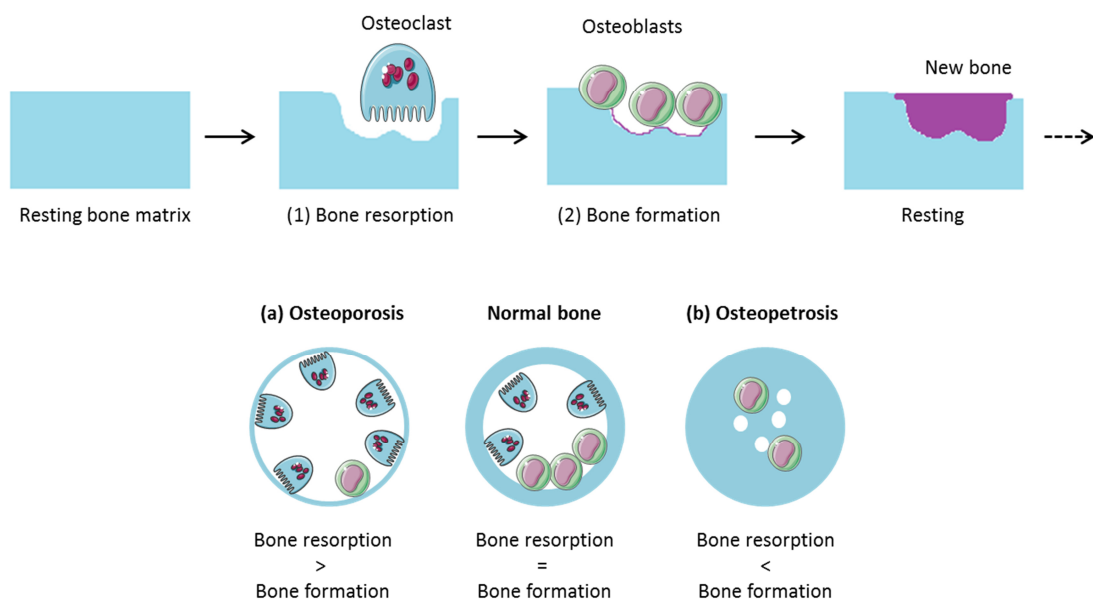 Osteoclast
Osteoblasts
New bone
Resting bone matrix
(1) Bone resorption
(2) Bone formation
Resting
(a) Osteoporosis
Normal bone
(b) Osteopetrosis
Bone resorption
>
Bone formation
Bone resorption
=
Bone formation
Bone resorption
<
Bone formation